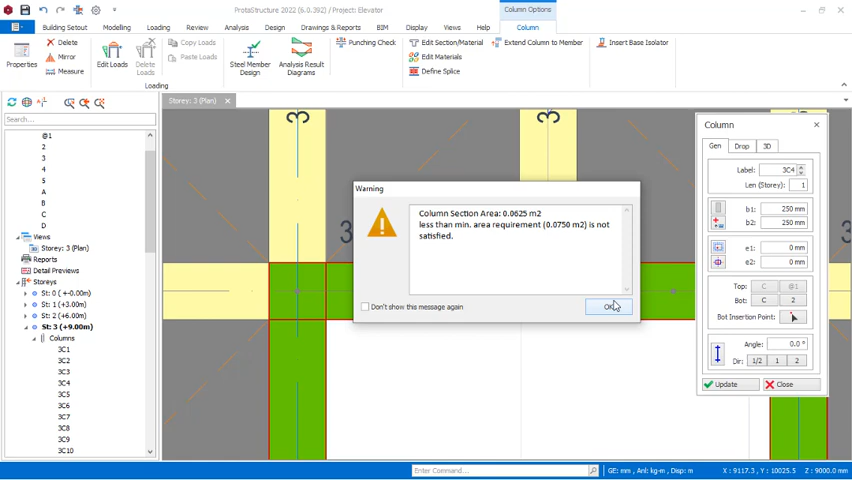 ProtaStructure 2022 (6.0.392) / Project: Elevator
Column Options
Building Setout Modelling Loading Review Analysis Design Drawings & Reports BIM Display Views Help Column
Properties
Delete
Mirror
Measure
Edit Loads
Delete Loads
Copy Loads
Paste Loads
Loading
Steel Member Design
Analysis Result Diagrams
Punching Check
Edit Section/Material
Edit Materials
Define Splice
Extend Column to Member
Insert Base Isolator
Storey: 3 (Plan)
Search...
@1
2
3
4
5
A
B
C
D
Views
Storey: 3 (Plan)
Reports
Detail Previews
Storeys
St: 0 (+-0.00m)
St: 1 (+3.00m)
St: 2 (+6.00m)
St: 3 (+9.00m)
Columns
3C1
3C2
3C3
3C4
3C5
3C6
3C7
3C8
3C9
3C10
3
3
3
Warning
Column Section Area: 0.0625 m2
less than min. area requirement (0.0750 m2) is not
satisfied.
Don't show this message again
OK
Column
Gen Drop 3D
Label: 3C4
Len (Storey): 1
b1: 250 mm
b2: 250 mm
e1: 0 mm
e2: 0 mm
Top: C @1
Bot: C 2
Bot Insertion Point:
Angle: 0.0 °
Dir: 1/2 1 2
Update Close
Enter Command...
GE: mm, Anl: kg-m, Disp: m
X : 9117.3 , Y : 10025.5 Z : 9000.0 mm